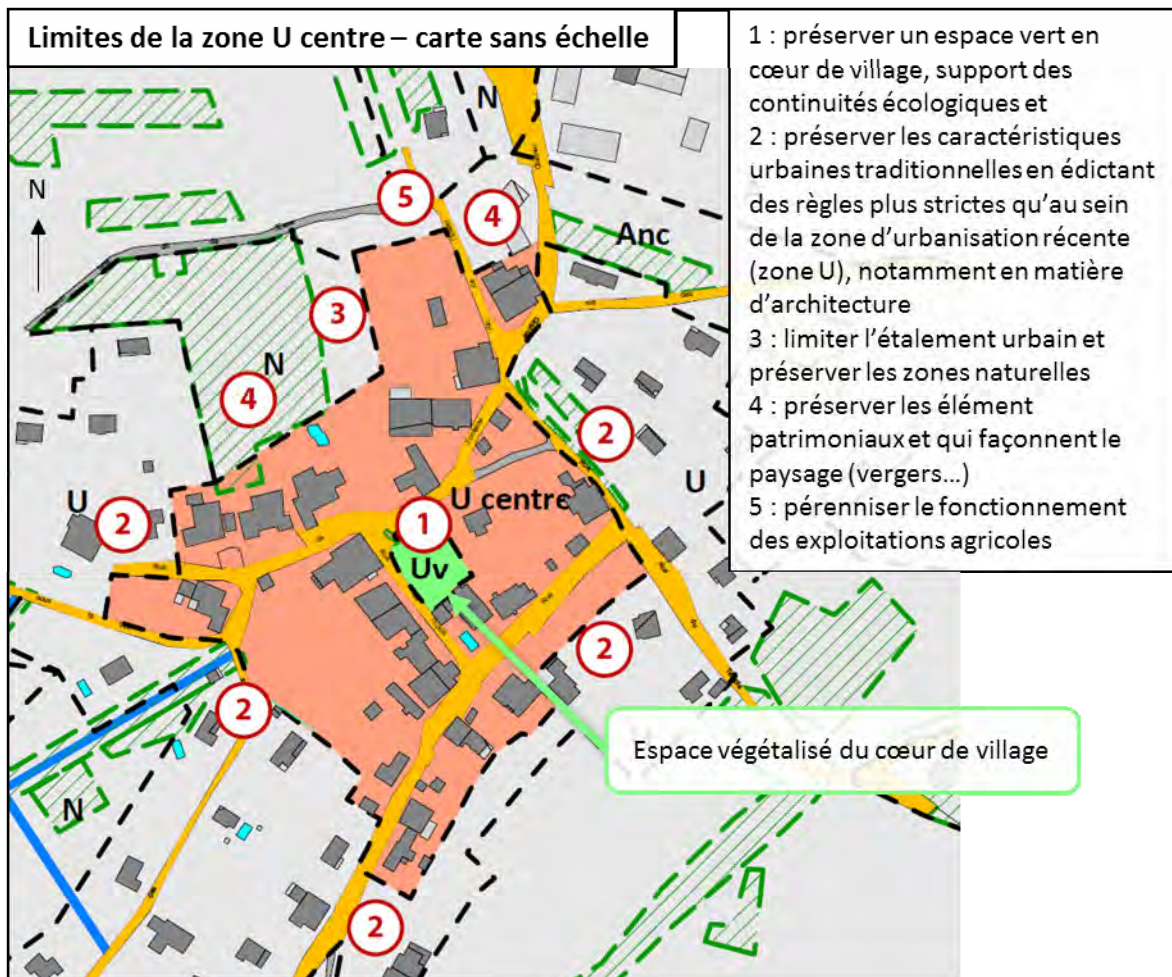 Limites de la zone U centre – carte sans échelle
1 : préserver un espace vert en
cœur de village, support des
continuités écologiques et
2 : préserver les caractéristiques
urbaines traditionnelles en édictant
des règles plus strictes qu’au sein
de la zone d’urbanisation récente
(zone U), notamment en matière
d’architecture
3 : limiter l’étalement urbain et
préserver les zones naturelles
4 : préserver les élément
patrimoniaux et qui façonnent le
paysage (vergers…)
5 : pérenniser le fonctionnement
des exploitations agricoles
N
N
5
4
Anc
3
N
4
2
U
U centre
U
2
1
Uv
2
2
Espace végétalisé du cœur de village
N
2